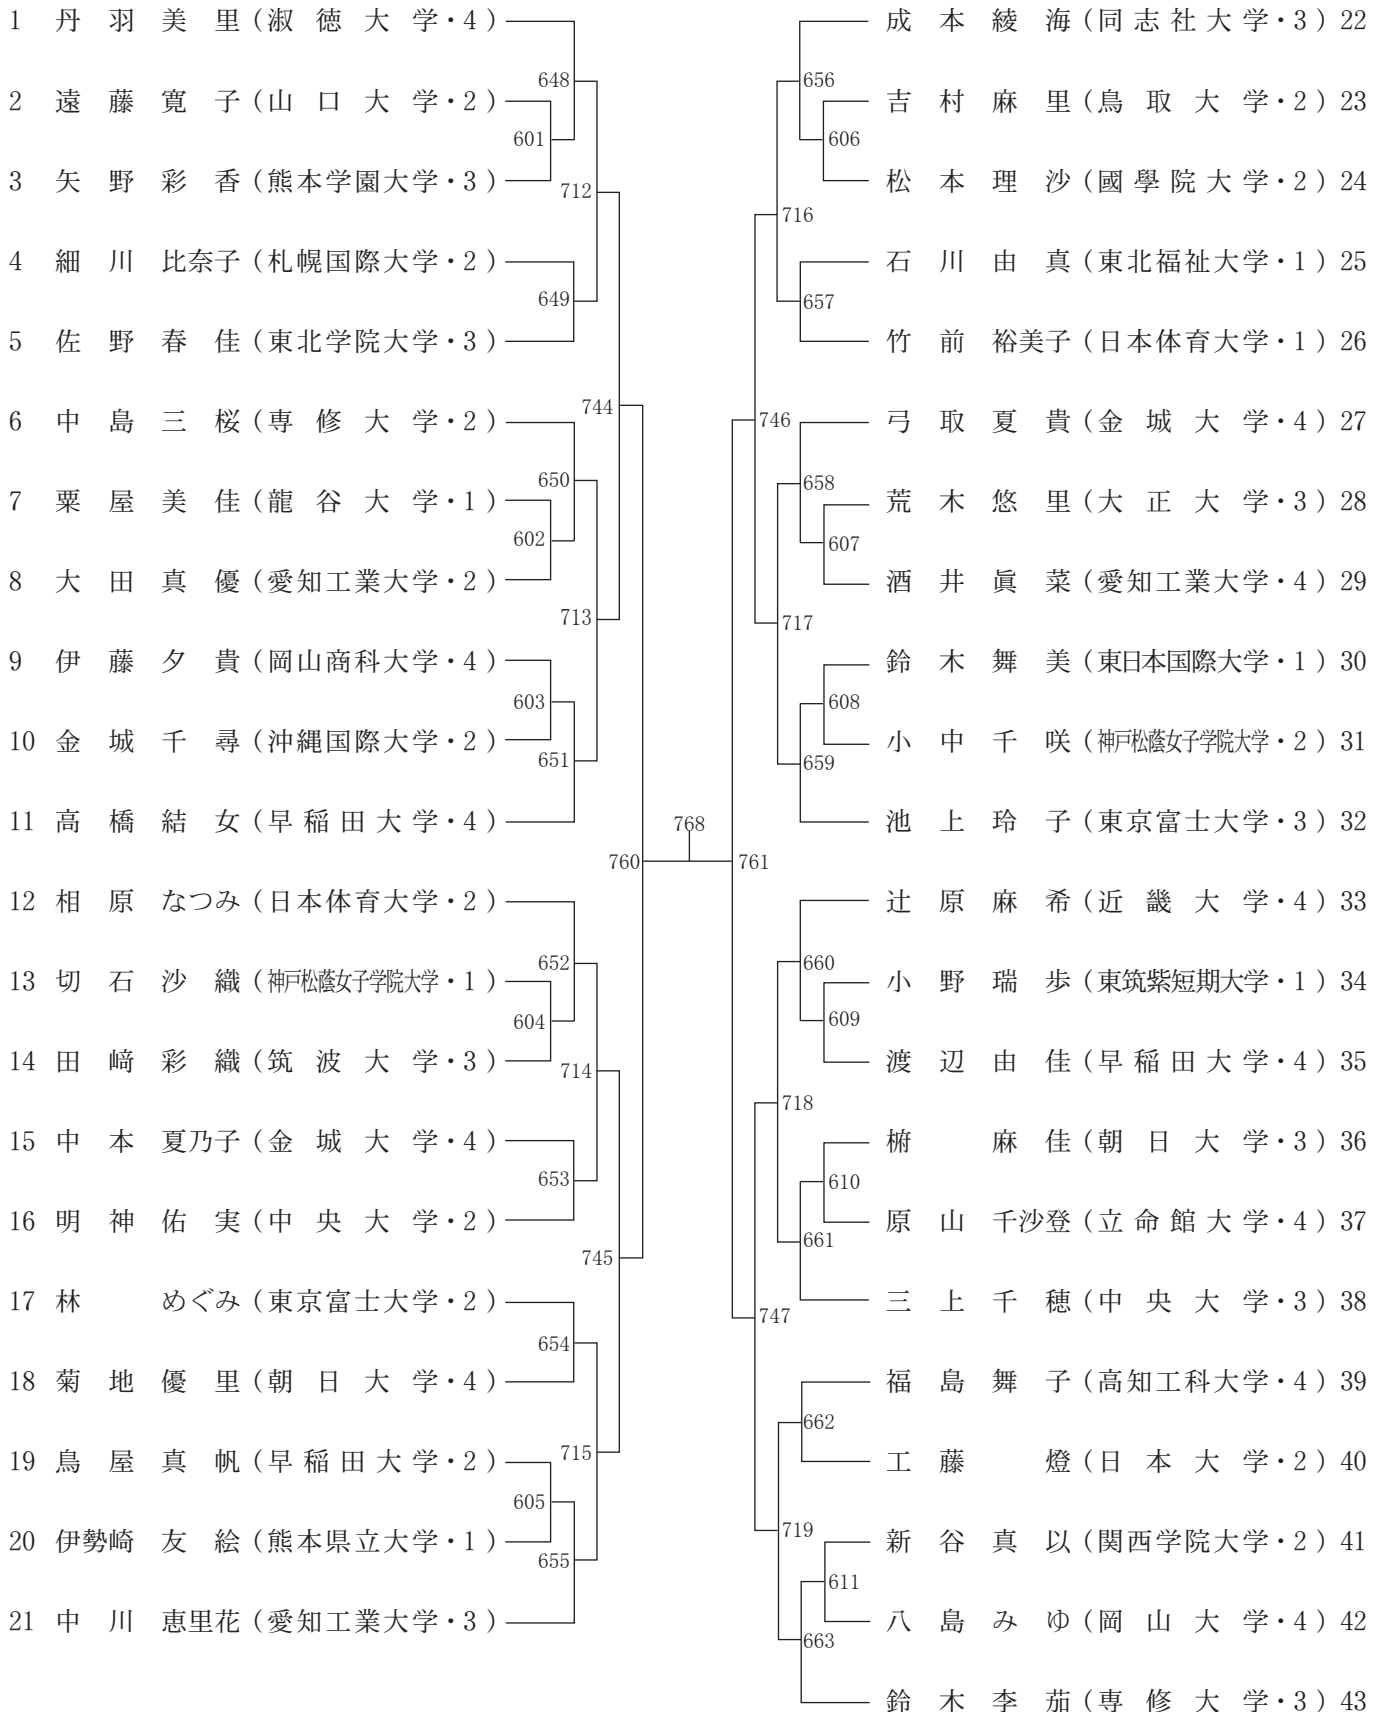 1 丹羽美里（淑徳大学・4）
648
2 遠藤寛子（山口大学・2）
601
3 矢野彩香（熊本学園大学・3）
712
4 細川比奈子（札幌国際大学・2）
649
5 佐野春佳（東北学院大学・3）
744
6 中島三桜（専修大学・2）
650
7 粟屋美佳（龍谷大学・1）
602
8 大田真優（愛知工業大学・2）
713
9 伊藤夕貴（岡山商科大学・4）
603
10 金城千尋（沖縄国際大学・2）
651
11 高橋結女（早稲田大学・4）
768
760
761
12 相原なつみ（日本体育大学・2）
652
13 切石沙織（神戸松蔭女子学院大学・1）
604
14 田﨑彩織（筑波大学・3）
714
15 中本夏乃子（金城大学・4）
653
16 明神佑実（中央大学・2）
745
17 林めぐみ（東京富士大学・2）
654
18 菊地優里（朝日大学・4）
715
19 鳥屋真帆（早稲田大学・2）
605
20 伊勢崎友絵（熊本県立大学・1）
655
21 中川恵里花（愛知工業大学・3）
成本綾海（同志社大学・3）22
656
吉村麻里（鳥取大学・2）23
606
松本理沙（國學院大学・2）24
716
石川由真（東北福祉大学・1）25
657
竹前裕美子（日本体育大学・1）26
746
弓取夏貴（金城大学・4）27
658
荒木悠里（大正大学・3）28
607
酒井眞菜（愛知工業大学・4）29
717
鈴木舞美（東日本国際大学・1）30
608
小中千咲（神戸松蔭女子学院大学・2）31
659
池上玲子（東京富士大学・3）32
辻原麻希（近畿大学・4）33
660
小野瑞歩（東筑紫短期大学・1）34
609
渡辺由佳（早稲田大学・4）35
718
椨麻佳（朝日大学・3）36
610
原山千沙登（立命館大学・4）37
661
三上千穂（中央大学・3）38
747
福島舞子（高知工科大学・4）39
662
工藤燈（日本大学・2）40
719
新谷真以（関西学院大学・2）41
611
八島みゆ（岡山大学・4）42
663
鈴木李茄（専修大学・3）43